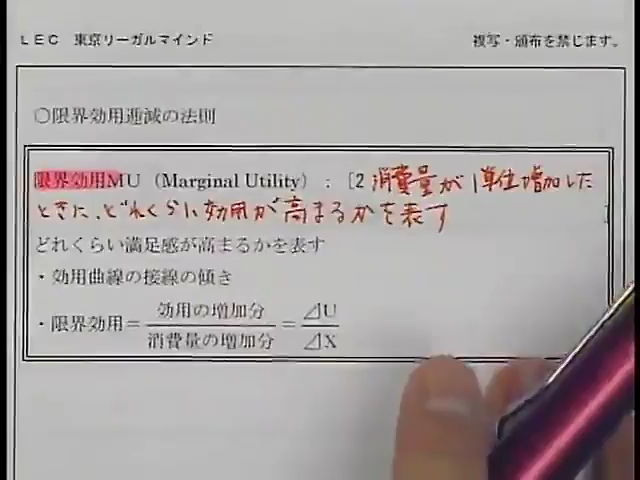 LEC 東京リーガルマインド
複写・頒布を禁じます。
○限界効用逓減の法則
限界効用MU (Marginal Utility) : [2 消費量が1単位増加した
ときに、どれくらい効用が高まるかを表す ]
どれくらい満足感が高まるかを表す
・効用曲線の接線の傾き
・限界効用=効用の増加分/消費量の増加分=⊿U/⊿X